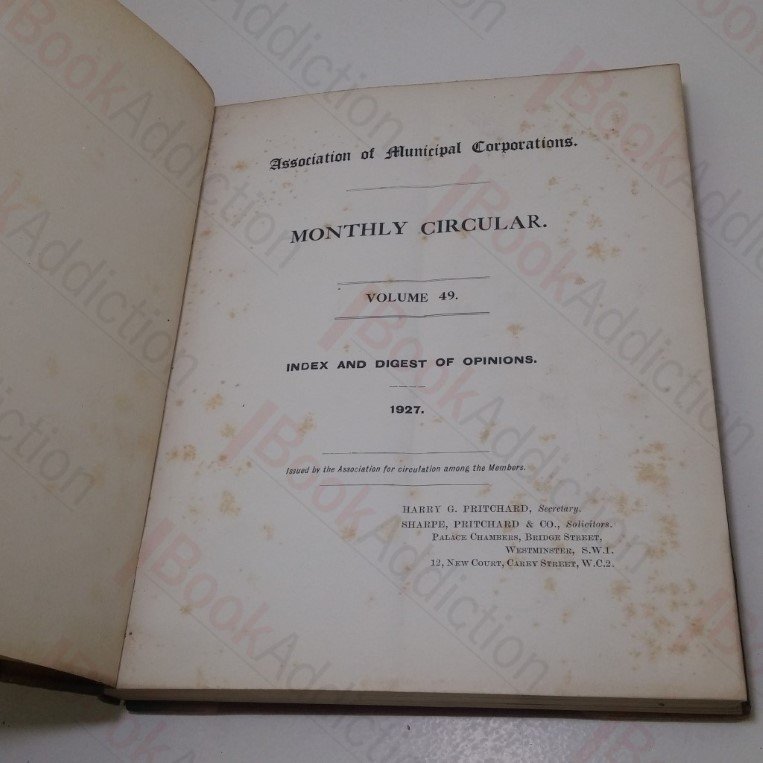 Association of Municipal Corporations.
MONTHLY CIRCULAR.
VOLUME 49.
INDEX AND DIGEST OF OPINIONS.
1927.
Issued by the Association for circulation among the Members.
HARRY G. PRITCHARD, Secretary.
SHARPE, PRITCHARD & CO., Solicitors.
PALACE CHAMBERS, BRIDGE STREET,
WESTMINSTER, S.W.1.
12, NEW COURT, CAREY STREET, W.C.2.
BookAddiction